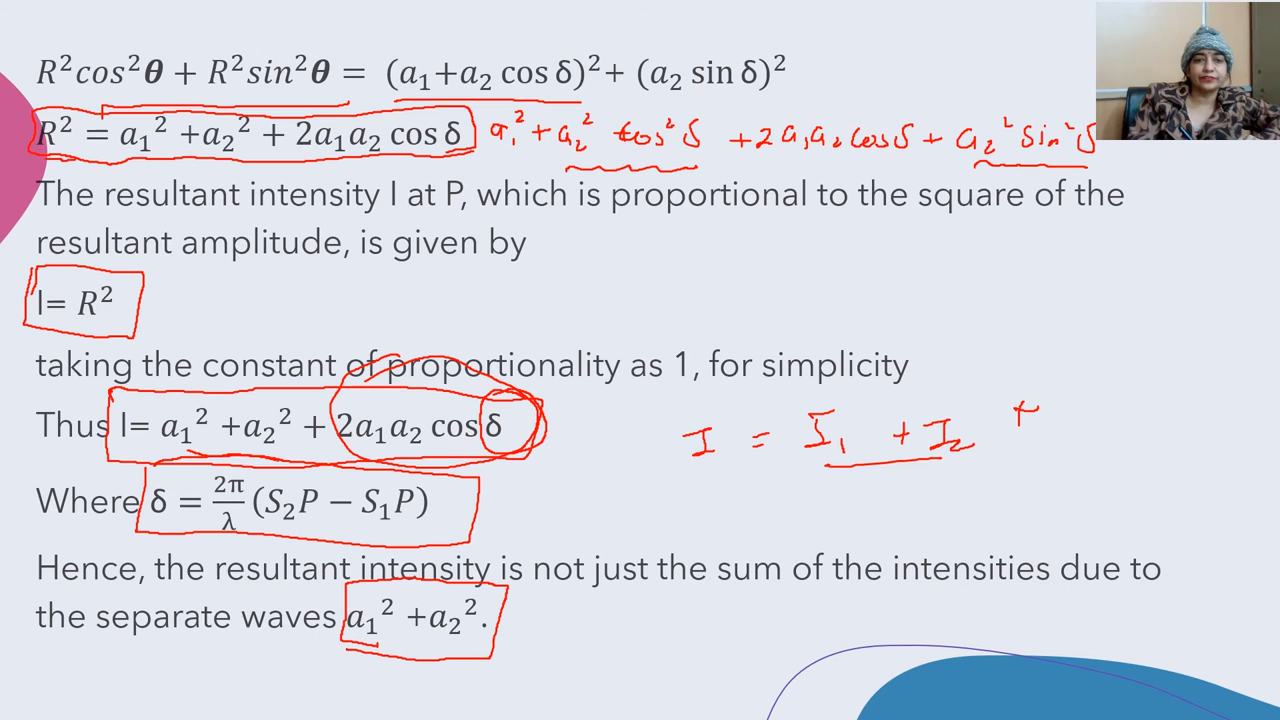 R²cos²θ + R²sin²θ = (a₁+a₂ cos δ)²+ (a₂ sin δ)²
R² = a₁² +a₂² + 2a₁a₂ cos δ a₁² + a₂² cos² δ + 2a₁a₂ cos δ + a₂² sin² δ
The resultant intensity I at P, which is proportional to the square of the
resultant amplitude, is given by
I= R²
taking the constant of proportionality as 1, for simplicity
Thus I= a₁² +a₂² + 2a₁a₂ cos δ I = I₁ + I₂ +
Where δ = 2π/λ (S₂P − S₁P)
Hence, the resultant intensity is not just the sum of the intensities due to
the separate waves a₁² +a₂².